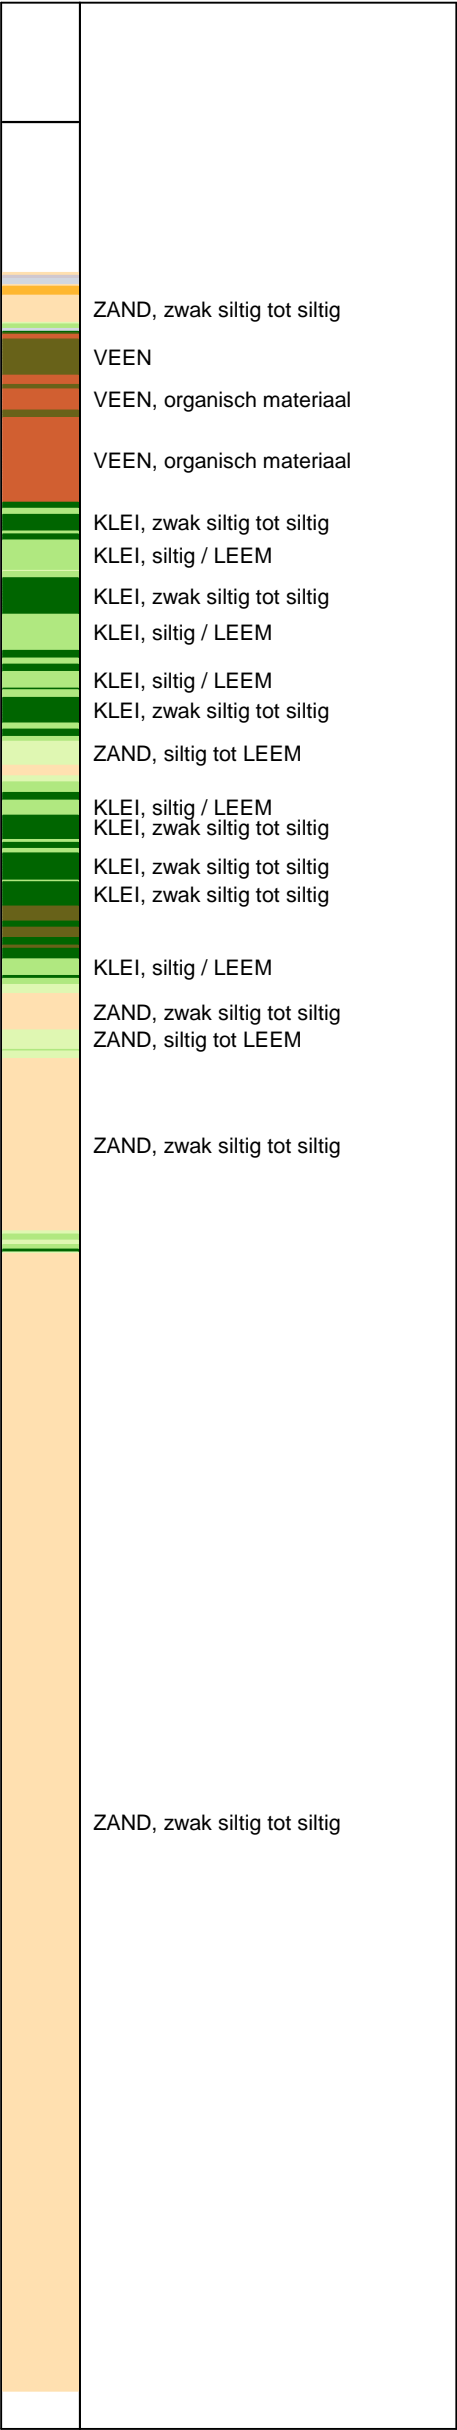 ZAND, zwak siltig tot siltig
VEEN
VEEN, organisch materiaal
VEEN, organisch materiaal
KLEI, zwak siltig tot siltig
KLEI, siltig / LEEM
KLEI, zwak siltig tot siltig
KLEI, siltig / LEEM
KLEI, siltig / LEEM
KLEI, zwak siltig tot siltig
ZAND, siltig tot LEEM
KLEI, siltig / LEEM
KLEI, zwak siltig tot siltig
KLEI, zwak siltig tot siltig
KLEI, zwak siltig tot siltig
KLEI, siltig / LEEM
ZAND, zwak siltig tot siltig
ZAND, siltig tot LEEM
ZAND, zwak siltig tot siltig
ZAND, zwak siltig tot siltig